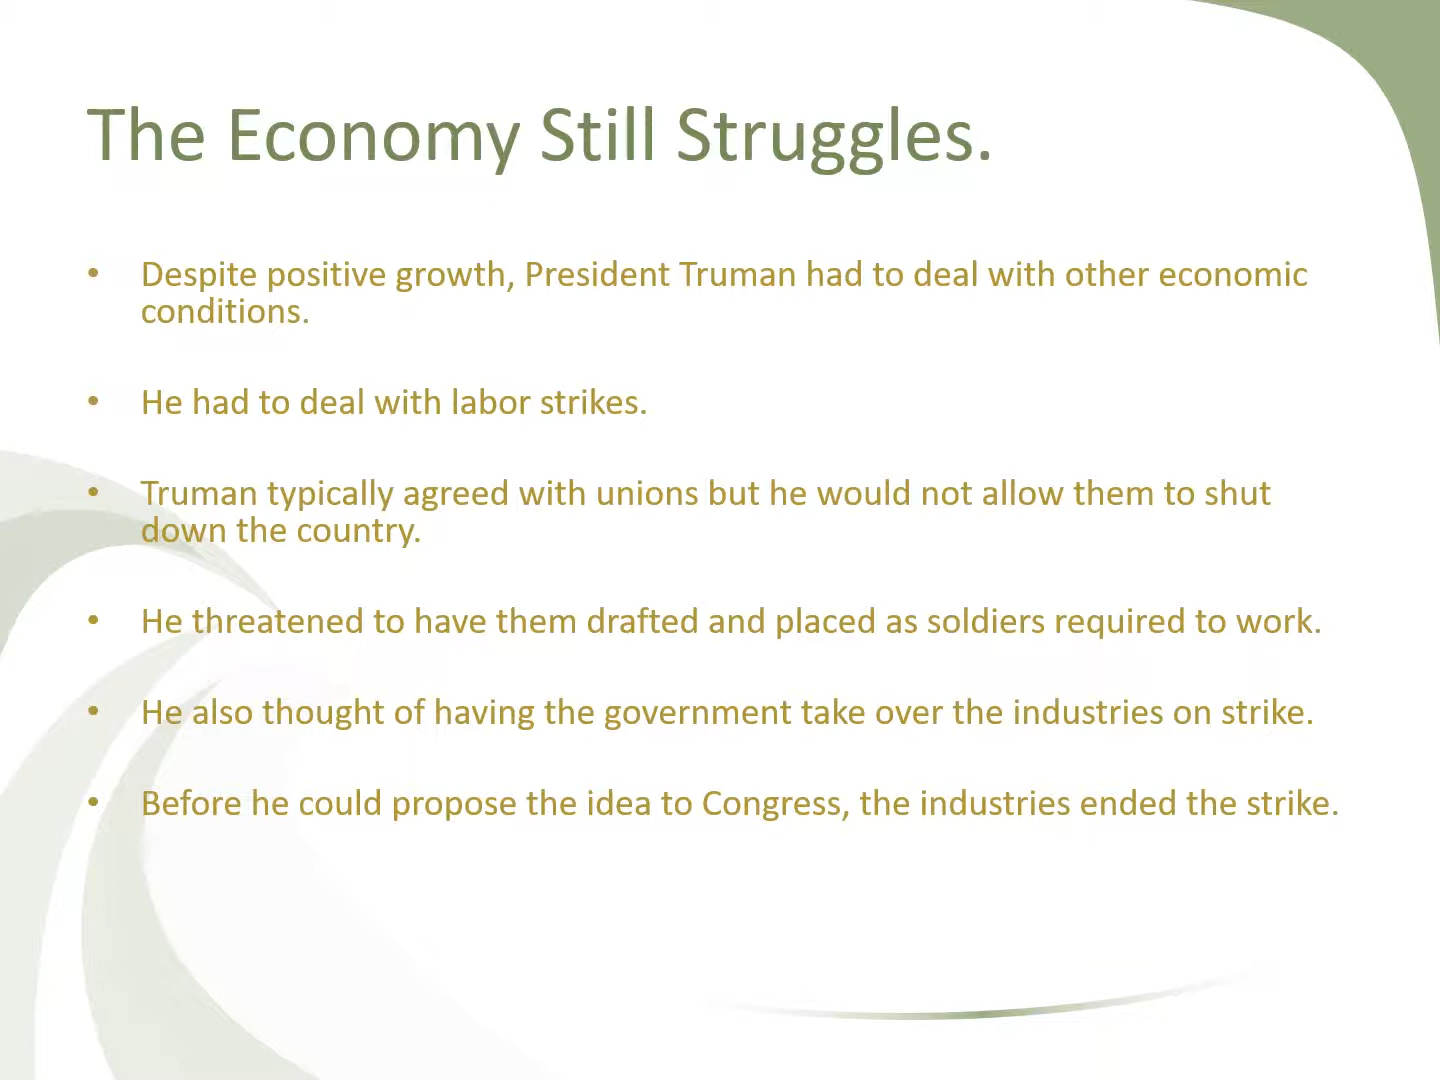 The Economy Still Struggles.
• Despite positive growth, President Truman had to deal with other economic
conditions.
• He had to deal with labor strikes.
• Truman typically agreed with unions but he would not allow them to shut
down the country.
• He threatened to have them drafted and placed as soldiers required to work.
• He also thought of having the government take over the industries on strike.
• Before he could propose the idea to Congress, the industries ended the strike.